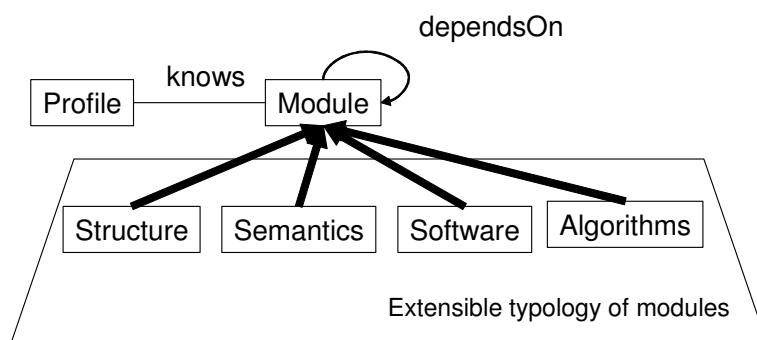 dependsOn
knows
Profile
Module
Structure
Semantics
Software
Algorithms
Extensible typology of modules